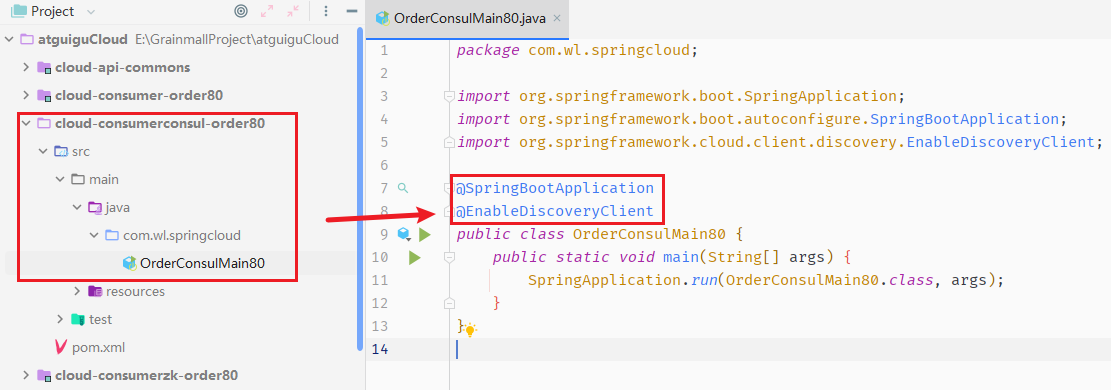 Project
atguiguCloud E:\GrainmallProject\atguiguCloud
cloud-api-commons
cloud-consumer-order80
cloud-consumerconsul-order80
src
main
java
com.wl.springcloud
OrderConsulMain80
resources
test
pom.xml
cloud-consumerzk-order80
OrderConsulMain80.java
1 package com.wl.springcloud;
2
3 import org.springframework.boot.SpringApplication;
4 import org.springframework.boot.autoconfigure.SpringBootApplication;
5 import org.springframework.cloud.client.discovery.EnableDiscoveryClient;
6
7 @SpringBootApplication
8 @EnableDiscoveryClient
9 public class OrderConsulMain80 {
10 public static void main(String[] args) {
11 SpringApplication.run(OrderConsulMain80.class, args);
12 }
13 }
14